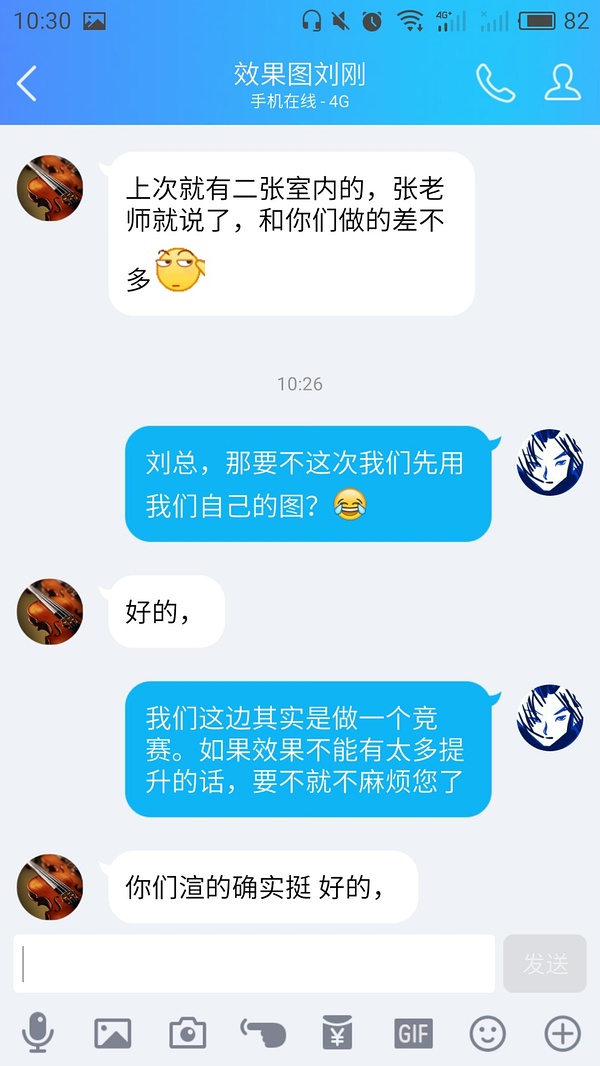 10:30
4G
82
效果图刘刚
手机在线 - 4G
上次就有二张室内的，张老
师就说了，和你们做的差不
多
10:26
刘总，那要不这次我们先用
我们自己的图？
好的，
我们这边其实是做一个竞
赛。如果效果不能有太多提
升的话，要不就不麻烦您了
你们渲的确实挺 好的，
发送
¥
GIF